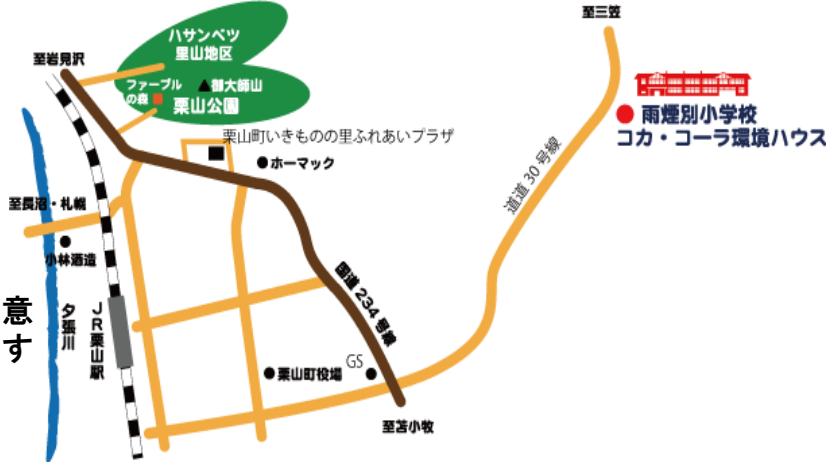 至三笠
ハサンベツ
里山地区
至岩見沢
ファーブル
の森
▲御大師山
栗山公園
雨煙別小学校
コカ・コーラ環境ハウス
栗山町いきものの里ふれあいプラザ
ホーマック
道道30号線
至長沼・札幌
小林酒造
国道234号線
意す
夕張川
JR栗山駅
GS
栗山町役場
至苫小牧